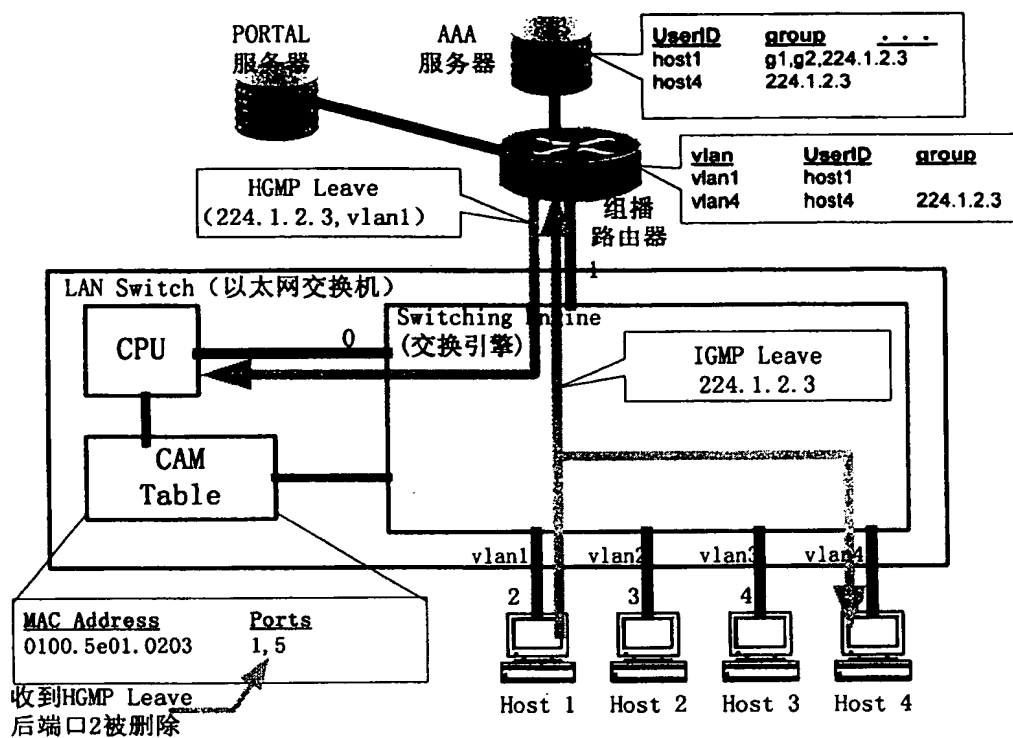 PORTAL
服务器
AAA
服务器
UserID group . . .
host1 g1,g2,224.1.2.3
host4 224.1.2.3
vlan UserID group
vlan1 host1
vlan4 host4 224.1.2.3
HGMP Leave
(224.1.2.3,vlan1)
组播
路由器
1
LAN Switch（以太网交换机）
CPU
0
Switching Engine
(交换引擎)
IGMP Leave
224.1.2.3
CAM
Table
vlan1 vlan2 vlan3 vlan4
2 3 4
MAC Address Ports
0100.5e01.0203 1,5
收到HGMP Leave
后端口2被删除
Host 1 Host 2 Host 3 Host 4